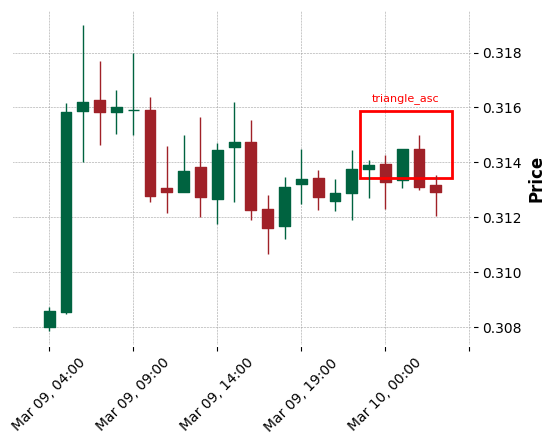 triangle_asc
0.318
0.316
0.314
0.312
0.310
0.308
Price
Mar 09, 04:00
Mar 09, 09:00
Mar 09, 14:00
Mar 09, 19:00
Mar 10, 00:00